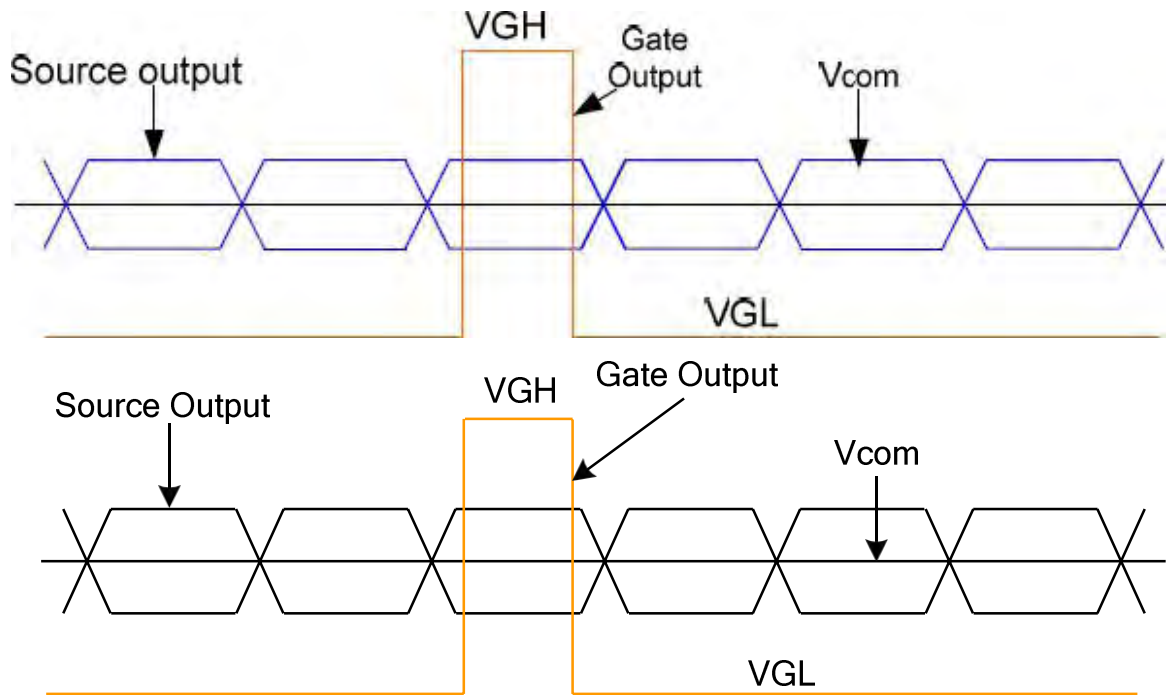 VGH
Gate
Output
Source output
Vcom
VGL
Gate Output
VGH
Source Output
Vcom
VGL